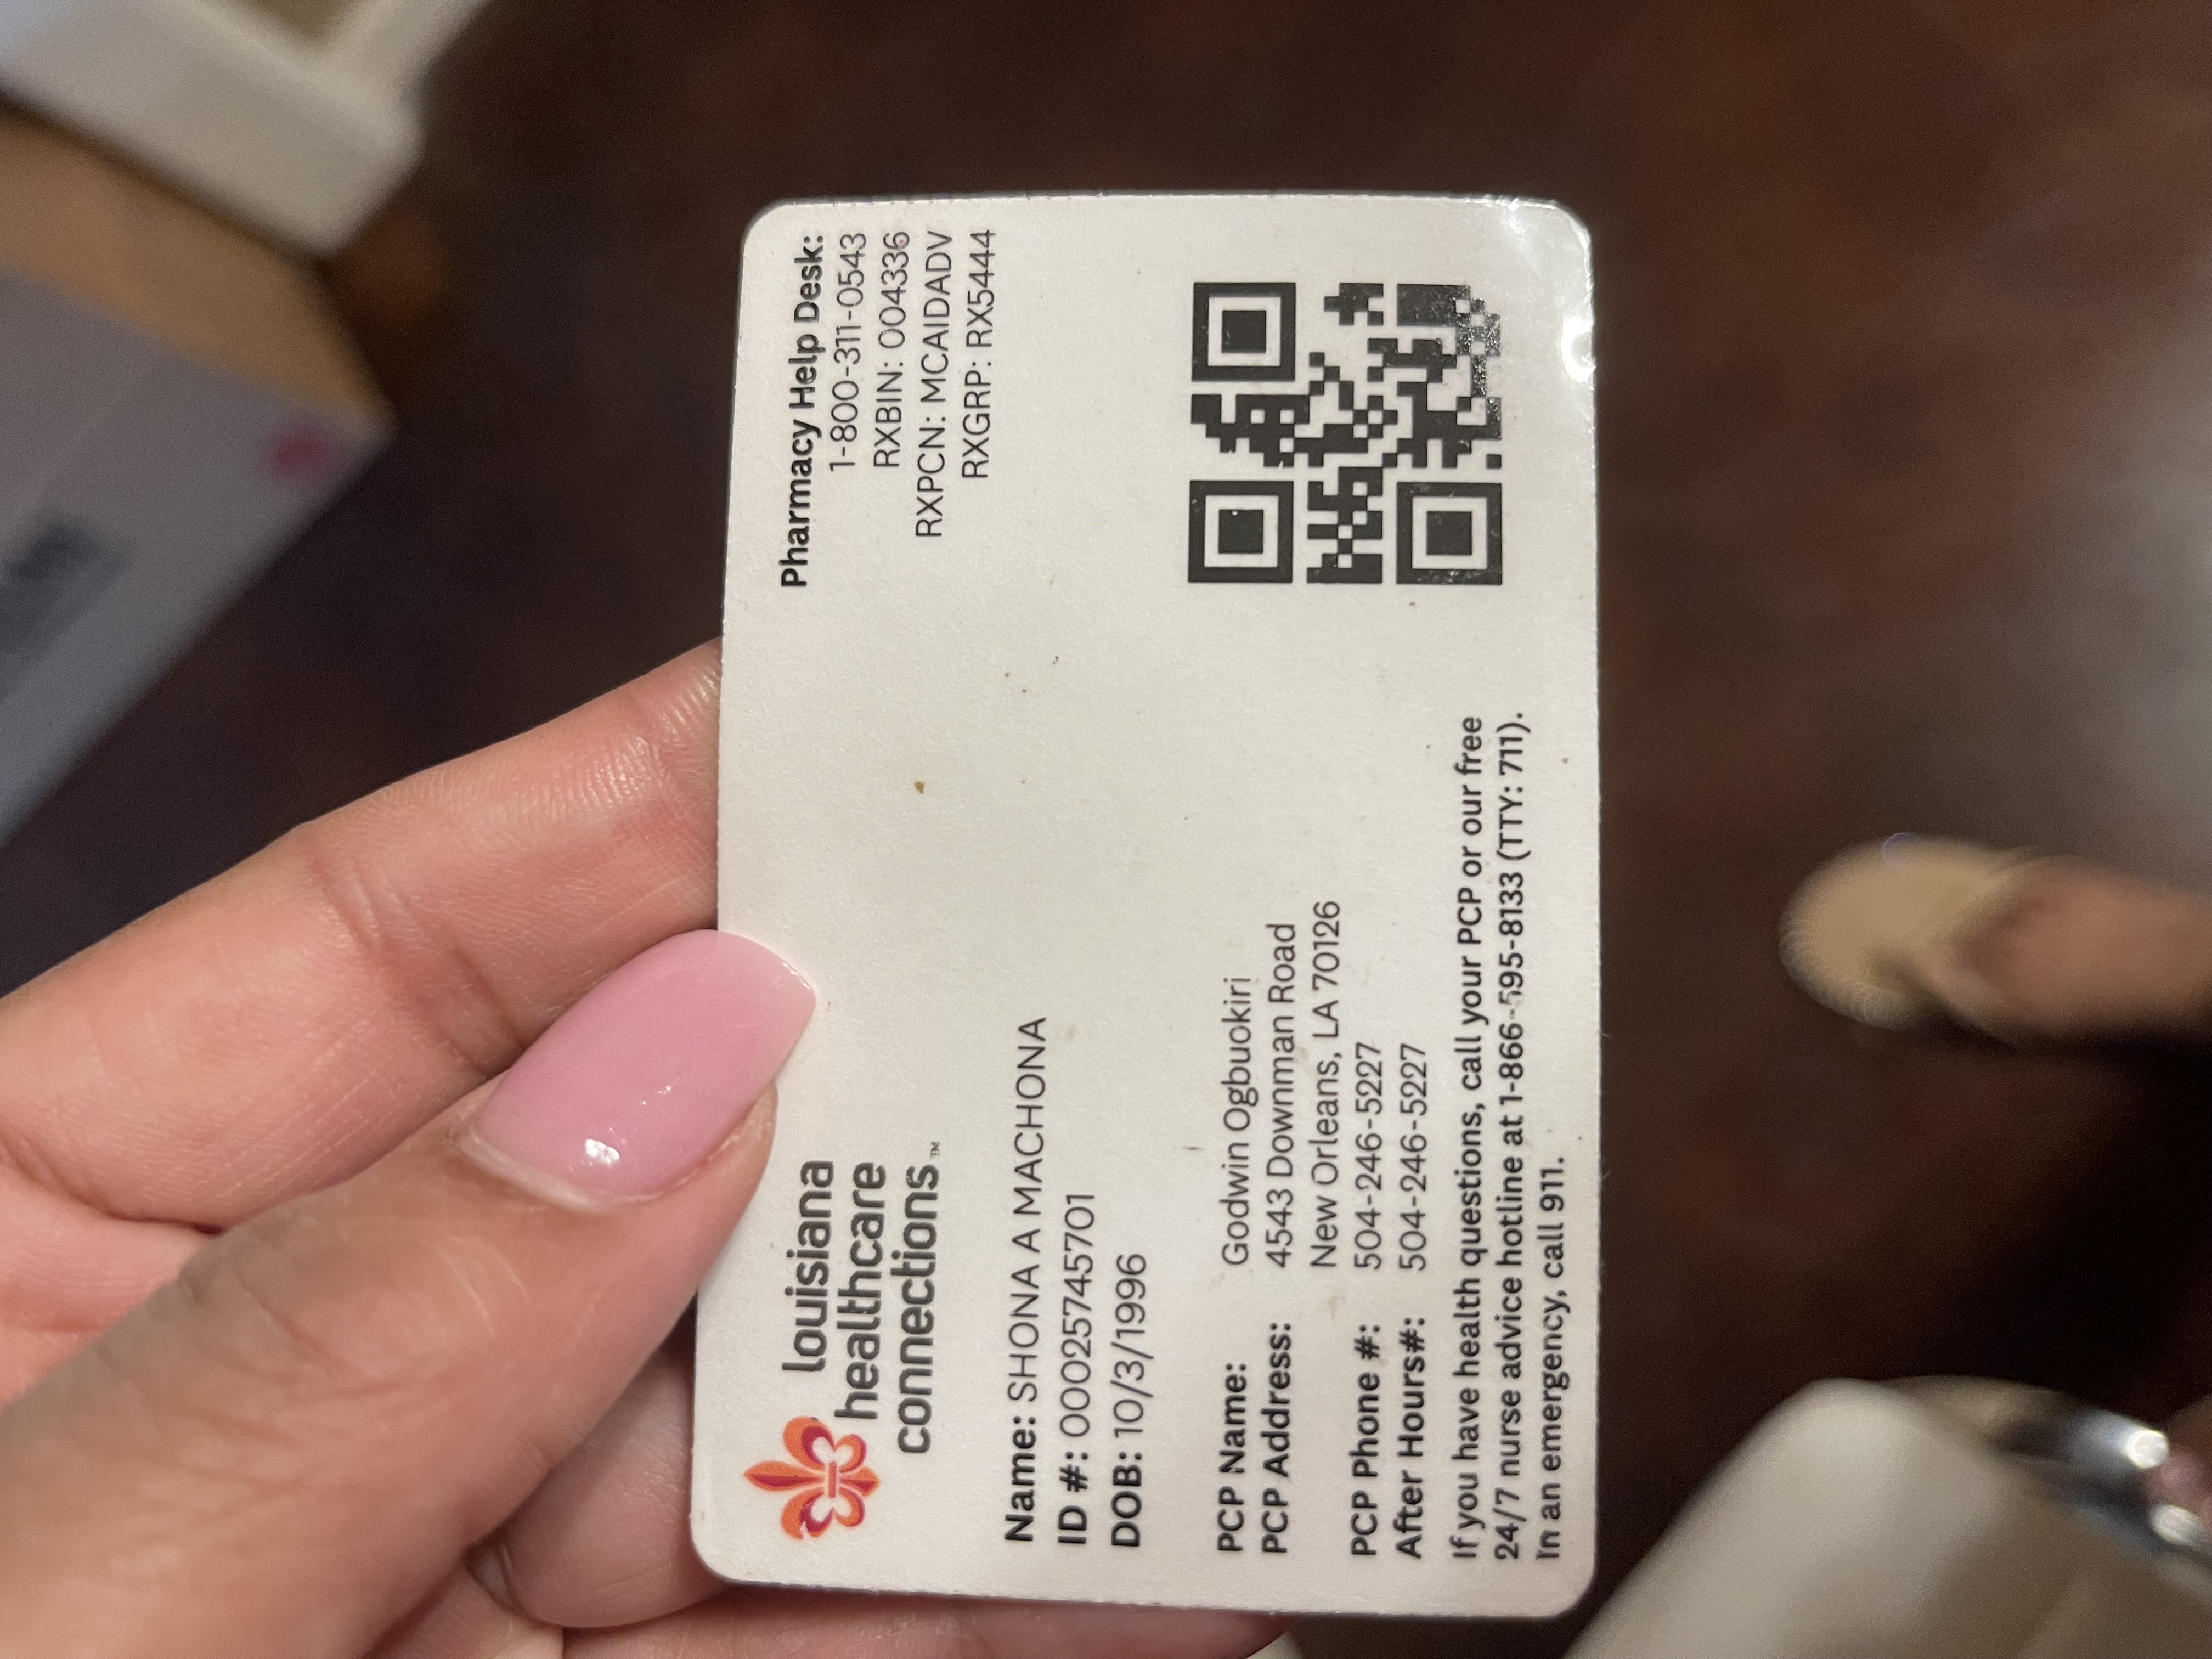 louisiana
healthcare
connections™
Pharmacy Help Desk:
1-800-311-0543
RXBIN: 004336
RXPCN: MCAIDADV
RXGRP: RX5444
Name: SHONA A MACHONA
ID #: 00025745701
DOB: 10/3/1996
PCP Name: Godwin Ogbuokiri
PCP Address: 4543 Downman Road
New Orleans, LA 70126
PCP Phone #: 504-246-5227
After Hours#: 504-246-5227
If you have health questions, call your PCP or our free
24/7 nurse advice hotline at 1-866-595-8133 (TTY: 711).
In an emergency, call 911.